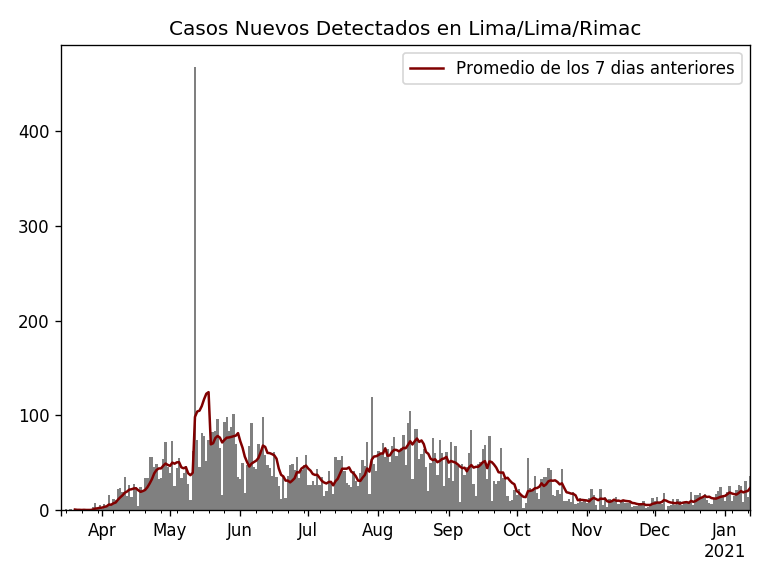 Casos Nuevos Detectados en Lima/Lima/Rimac
Promedio de los 7 dias anteriores
400
300
200
100
0
Apr May Jun Jul Aug Sep Oct Nov Dec Jan
2021